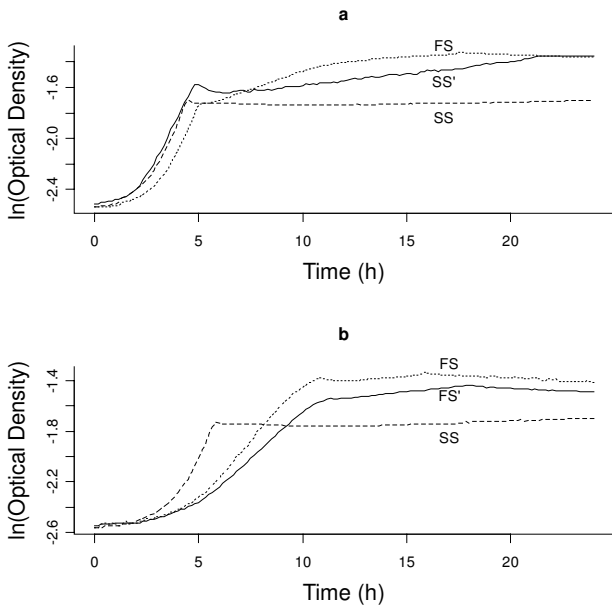 a
ln(Optical Density)
-1.6
-2.0
-2.4
FS
SS'
SS
0 5 10 15 20
Time (h)
b
ln(Optical Density)
-1.4
-1.8
-2.2
-2.6
FS
FS'
SS
0 5 10 15 20
Time (h)